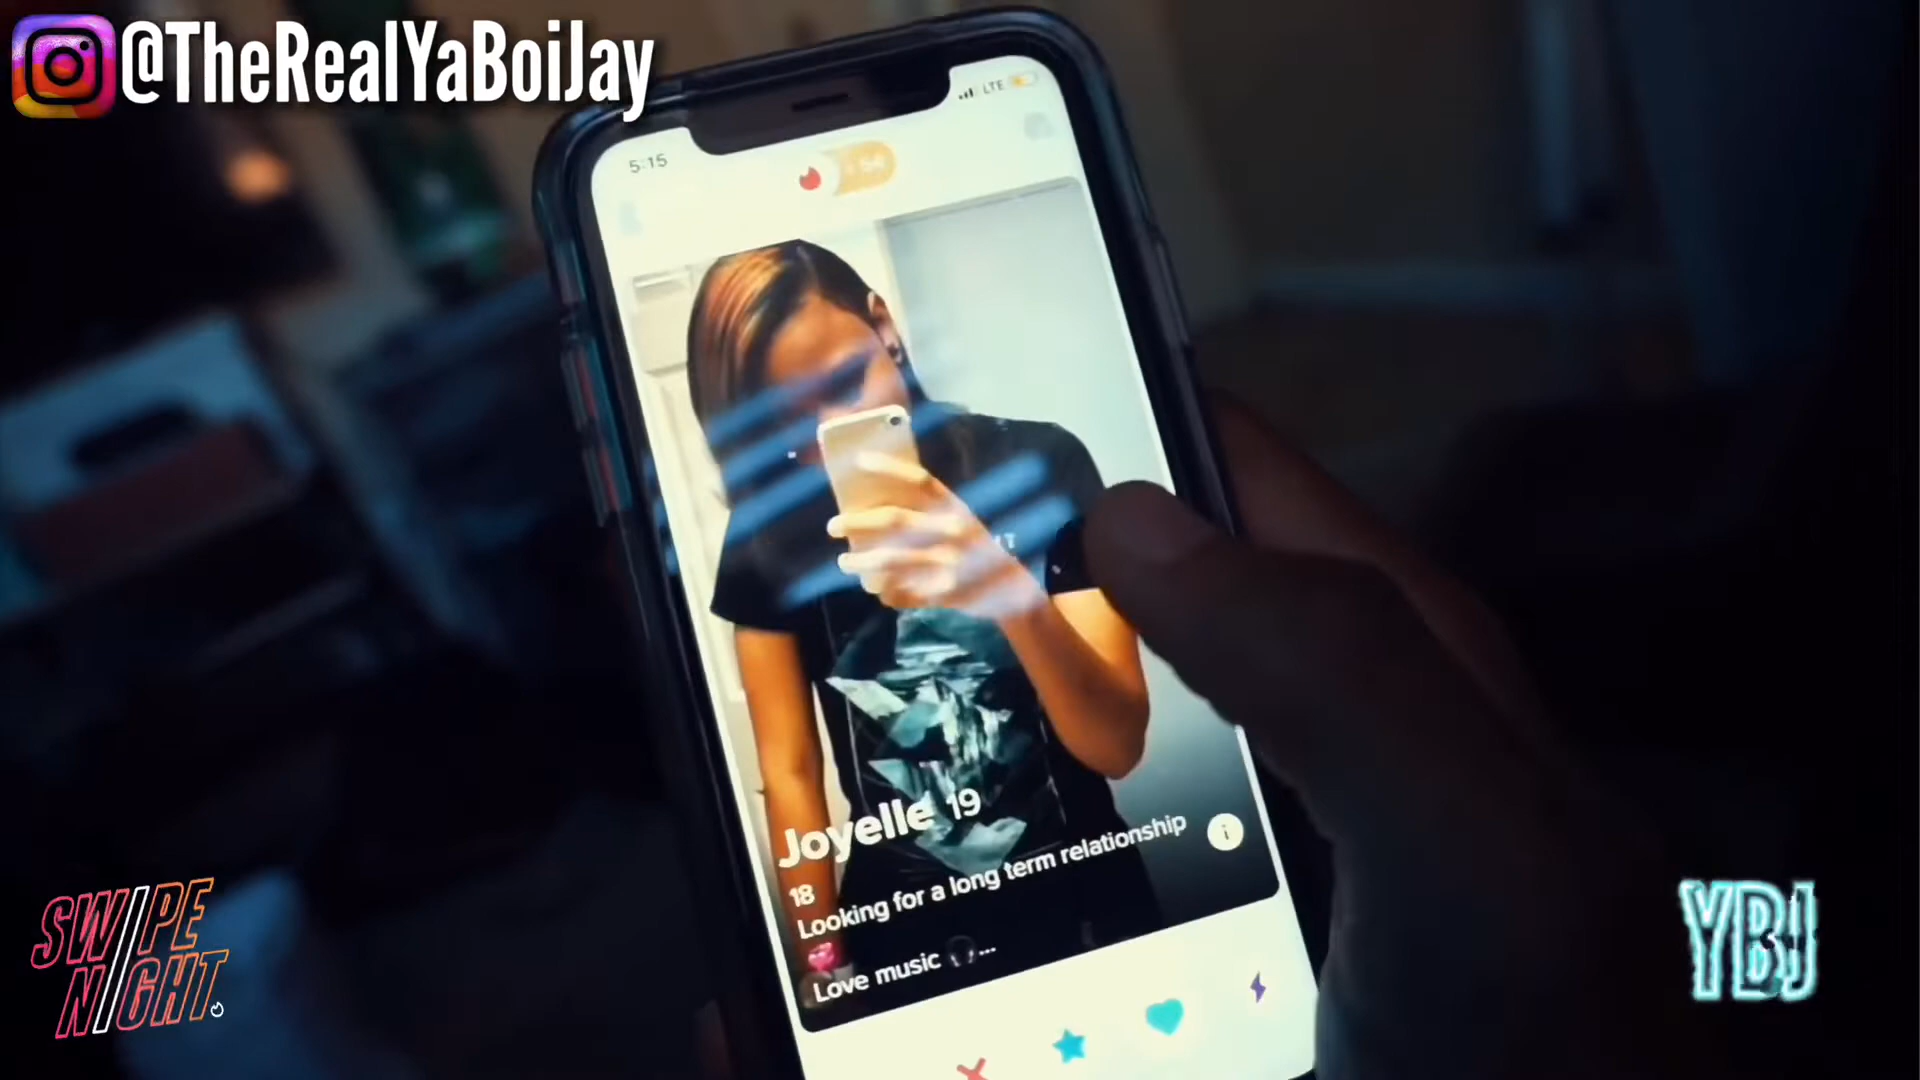 @TheRealYaBoiJay
5:15
LTE
Joyelle 19
18
Looking for a long term relationship
Love music ...
SWIPE
NIGHT
YBJ